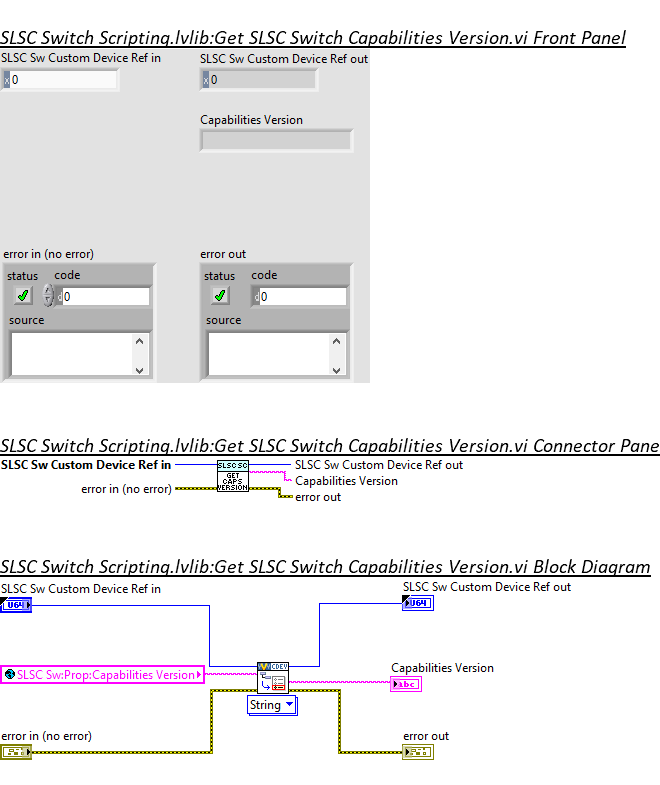 SLSC Switch Scripting.lvlib:Get SLSC Switch Capabilities Version.vi Front Panel
SLSC Sw Custom Device Ref in SLSC Sw Custom Device Ref out
x 0 x 0
Capabilities Version
error in (no error) error out
status code status code
d 0 d 0
source source
SLSC Switch Scripting.lvlib:Get SLSC Switch Capabilities Version.vi Connector Pane
SLSC Sw Custom Device Ref in SLSC SC SLSC Sw Custom Device Ref out
GET
CAPS Capabilities Version
error in (no error) VERSION
error out
SLSC Switch Scripting.lvlib:Get SLSC Switch Capabilities Version.vi Block Diagram
SLSC Sw Custom Device Ref in SLSC Sw Custom Device Ref out
U64 U64
CDEV Capabilities Version
SLSC Sw:Prop:Capabilities Version
abc
String
error in (no error) error out